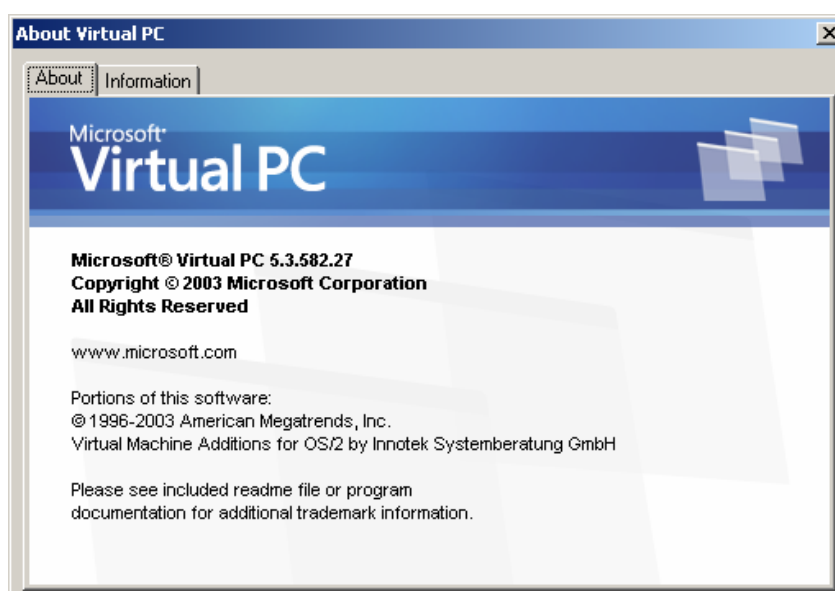 About Virtual PC
About
Information
Microsoft®
Virtual PC
Microsoft® Virtual PC 5.3.582.27
Copyright © 2003 Microsoft Corporation
All Rights Reserved
www.microsoft.com
Portions of this software:
© 1996-2003 American Megatrends, Inc.
Virtual Machine Additions for OS/2 by Innotek Systemberatung GmbH
Please see included readme file or program
documentation for additional trademark information.